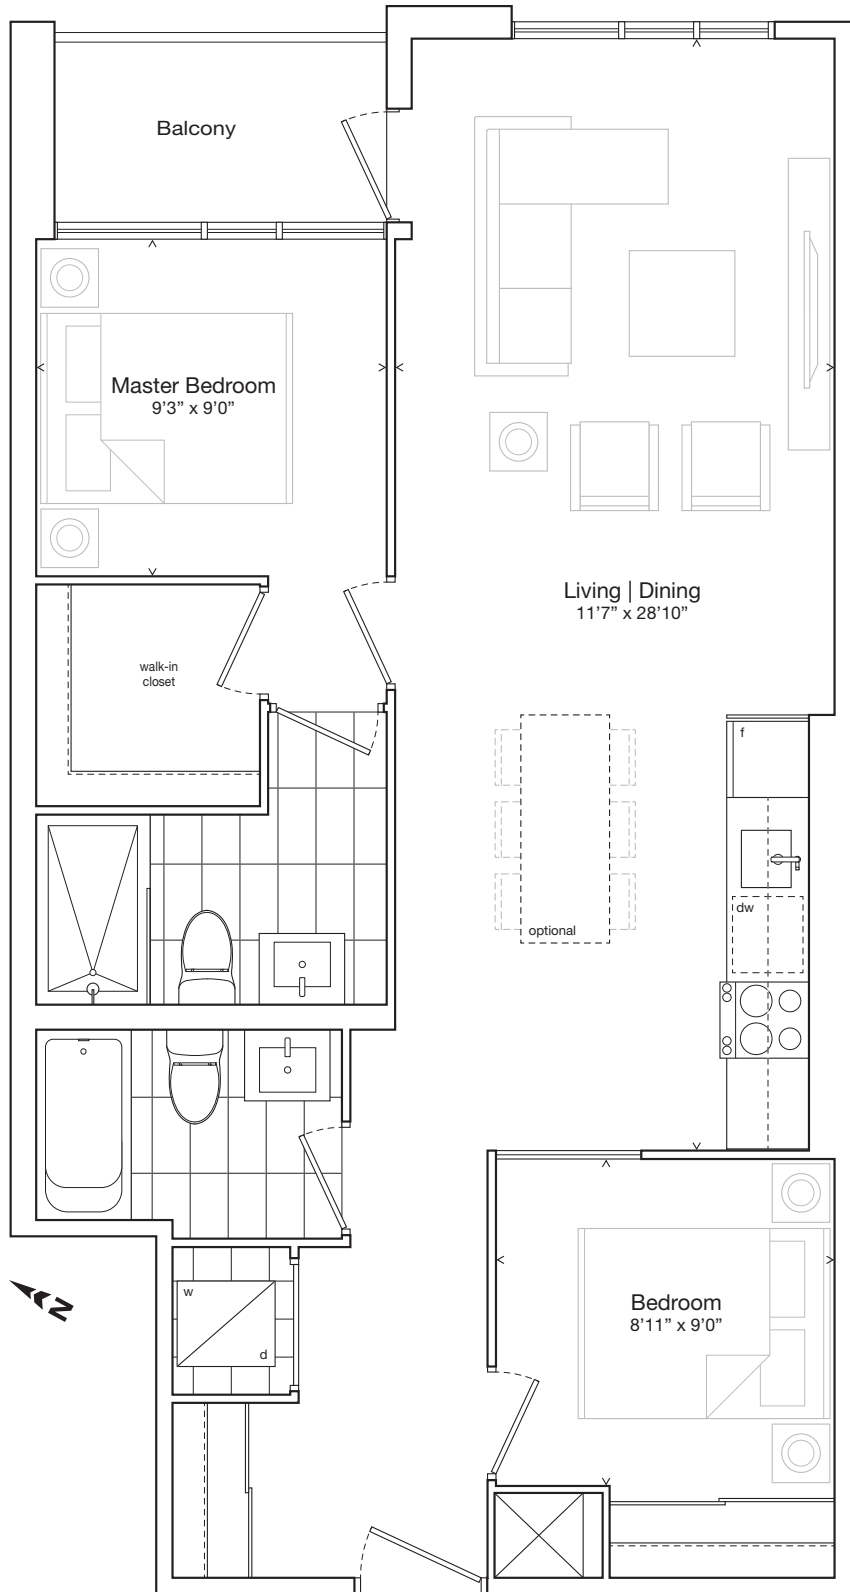 Balcony
Master Bedroom
9’3” x 9’0”
Living | Dining
11’7” x 28’10”
walk-in
closet
f
dw
optional
N
w
d
Bedroom
8’11” x 9’0”